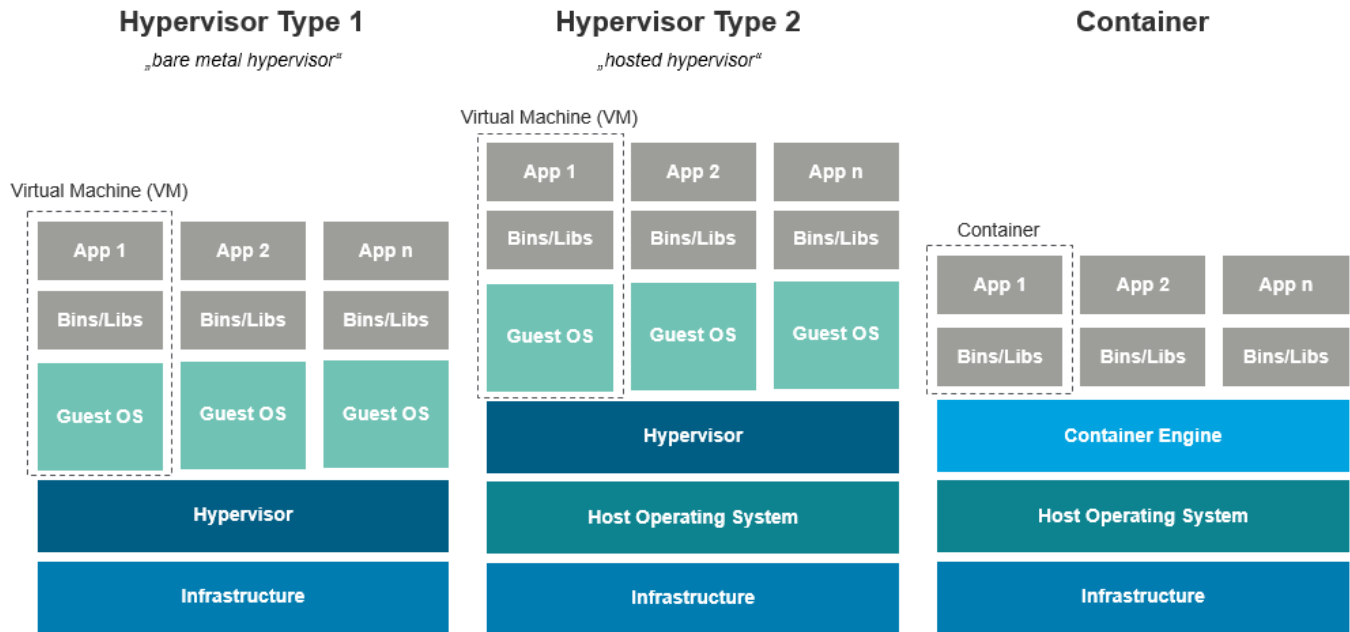 Hypervisor Type 1
„bare metal hypervisor“
Virtual Machine (VM)
App 1
App 2
App n
Bins/Libs
Bins/Libs
Bins/Libs
Guest OS
Guest OS
Guest OS
Hypervisor
Infrastructure
Hypervisor Type 2
„hosted hypervisor“
Virtual Machine (VM)
App 1
App 2
App n
Bins/Libs
Bins/Libs
Bins/Libs
Guest OS
Guest OS
Guest OS
Hypervisor
Host Operating System
Infrastructure
Container
Container
App 1
App 2
App n
Bins/Libs
Bins/Libs
Bins/Libs
Container Engine
Host Operating System
Infrastructure